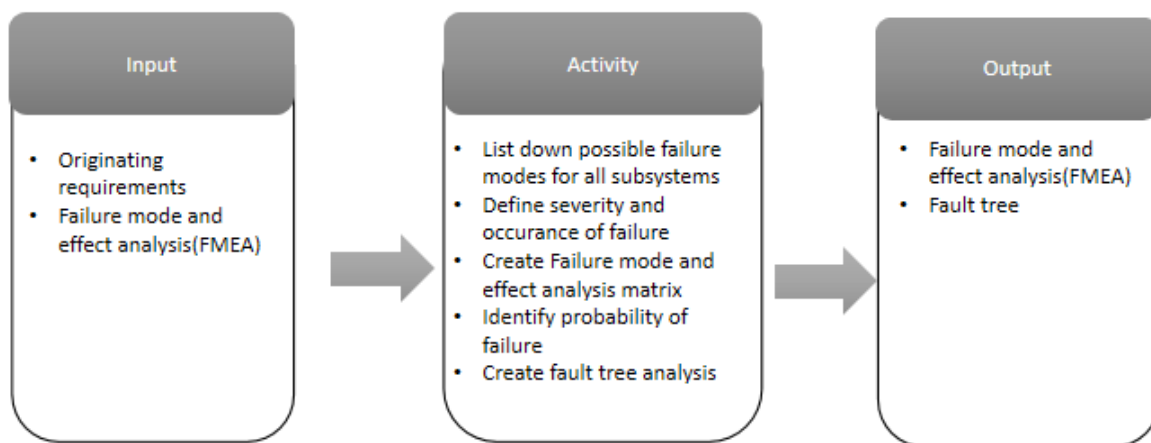 Input
• Originating
requirements
• Failure mode and
effect analysis(FMEA)
Activity
• List down possible failure
modes for all subsystems
• Define severity and
occurance of failure
• Create Failure mode and
effect analysis matrix
• Identify probability of
failure
• Create fault tree analysis
Output
• Failure mode and
effect analysis(FMEA)
• Fault tree